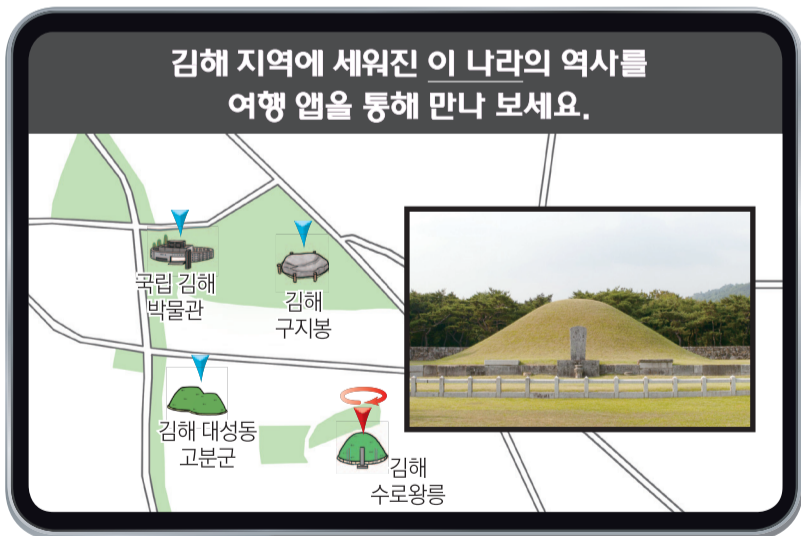 김해 지역에 세워진 이 나라의 역사를
여행 앱을 통해 만나 보세요.
국립 김해
박물관
김해
구지봉
김해 대성동
고분군
김해
수로왕릉